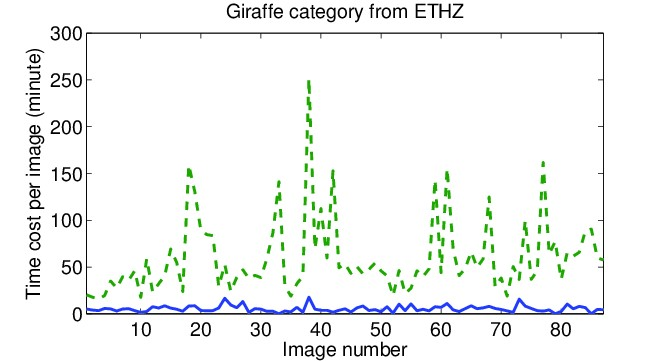 Giraffe category from ETHZ
300
250
200
150
100
50
0
Time cost per image (minute)
10 20 30 40 50 60 70 80
Image number